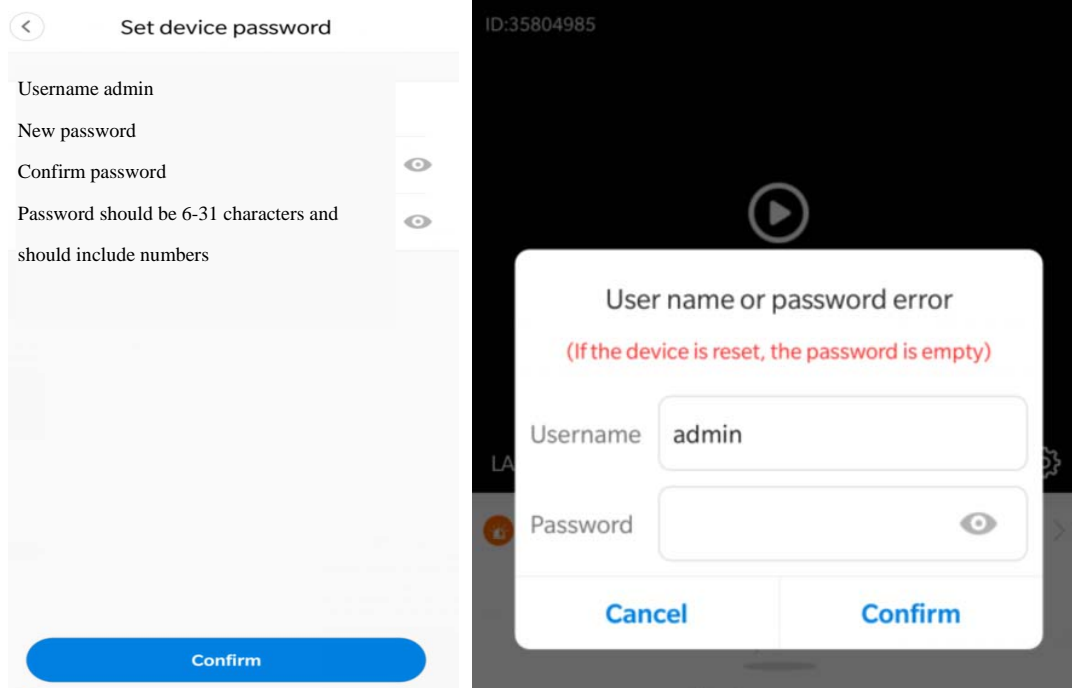 Set device password
Username admin
New password
Confirm password
Password should be 6-31 characters and
should include numbers
Confirm
ID:35804985
User name or password error
(If the device is reset, the password is empty)
Username admin
LA
Password
Cancel Confirm